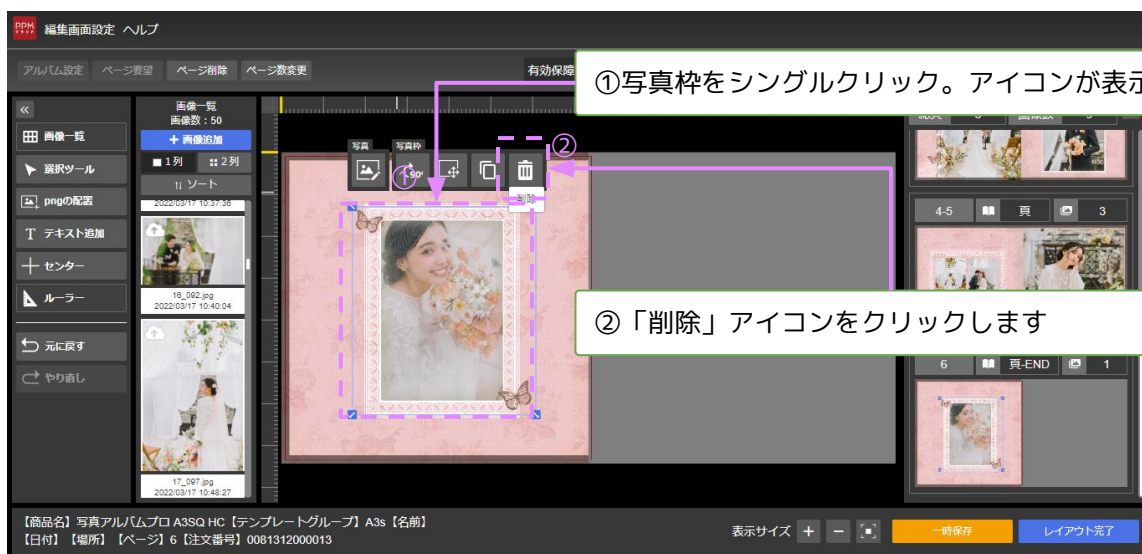 PPM 編集画面設定 ヘルプ
アルバム設定 ページ要望 ページ削除 ページ数変更 有効保障
①写真枠をシングルクリック。アイコンが表示
画像一覧
画像数：50
+ 画像追加
1列 2列
ソート
2022/03/17 10:37:36
16_092.jpg
2022/03/17 10:40:04
17_097.jpg
2022/03/17 10:48:27
画像一覧
選択ツール
pngの配置
T テキスト追加
センター
ルーラー
元に戻す
やり直し
写真 写真枠
90°
①
②
削除
②「削除」アイコンをクリックします
4-5 頁 3
6 頁-END 1
【商品名】写真アルバムプロ A3SQ HC【テンプレートグループ】A3s【名前】
【日付】【場所】【ページ】6【注文番号】0081312000013
表示サイズ + − 一時保存 レイアウト完了